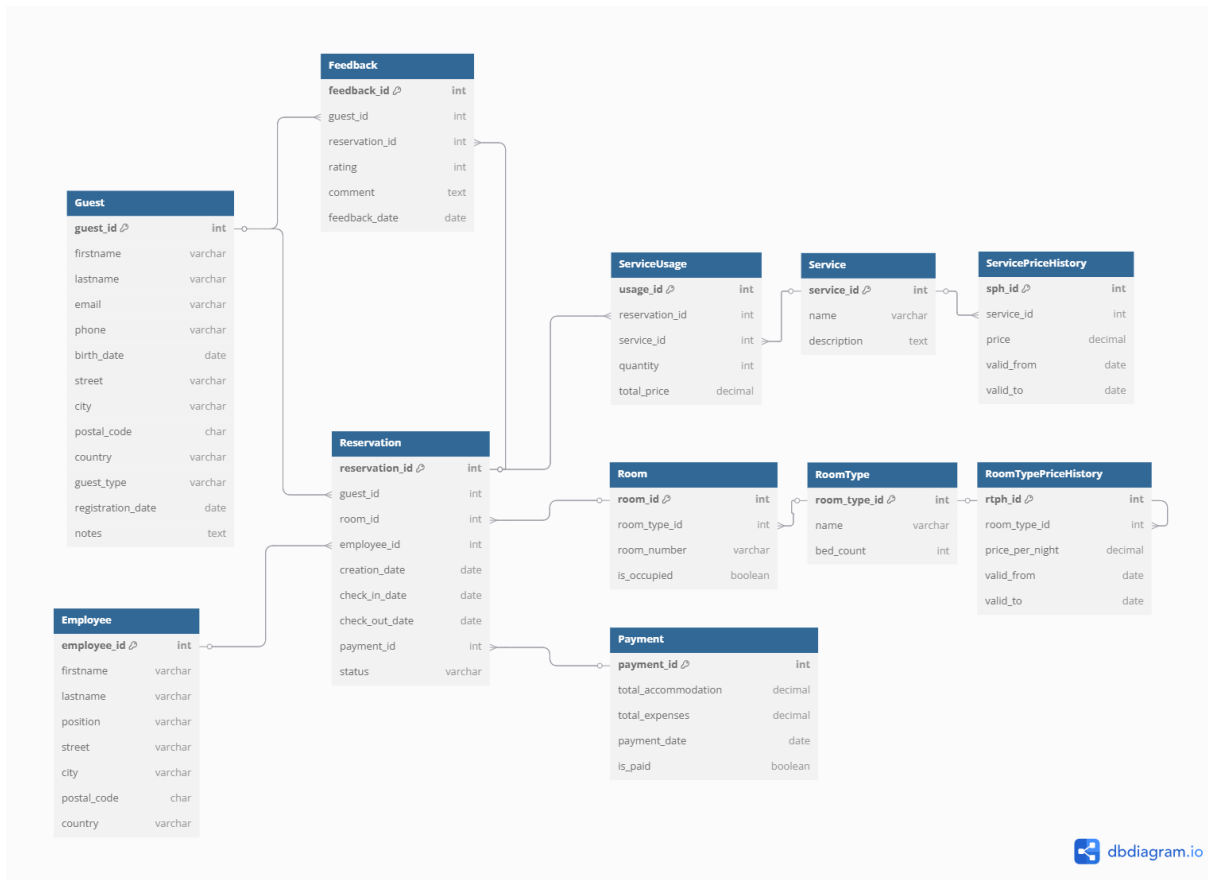 Feedback
feedback_id int
guest_id int
reservation_id int
rating int
comment text
feedback_date date
Guest
guest_id int
firstname varchar
lastname varchar
email varchar
phone varchar
birth_date date
street varchar
city varchar
postal_code char
country varchar
guest_type varchar
registration_date date
notes text
ServiceUsage
usage_id int
reservation_id int
service_id int
quantity int
total_price decimal
Service
service_id int
name varchar
description text
ServicePriceHistory
sph_id int
service_id int
price decimal
valid_from date
valid_to date
Reservation
reservation_id int
guest_id int
room_id int
employee_id int
creation_date date
check_in_date date
check_out_date date
payment_id int
status varchar
Room
room_id int
room_type_id int
room_number varchar
is_occupied boolean
RoomType
room_type_id int
name varchar
bed_count int
RoomTypePriceHistory
rtph_id int
room_type_id int
price_per_night decimal
valid_from date
valid_to date
Employee
employee_id int
firstname varchar
lastname varchar
position varchar
street varchar
city varchar
postal_code char
country varchar
Payment
payment_id int
total_accommodation decimal
total_expenses decimal
payment_date date
is_paid boolean
dbdiagram.io